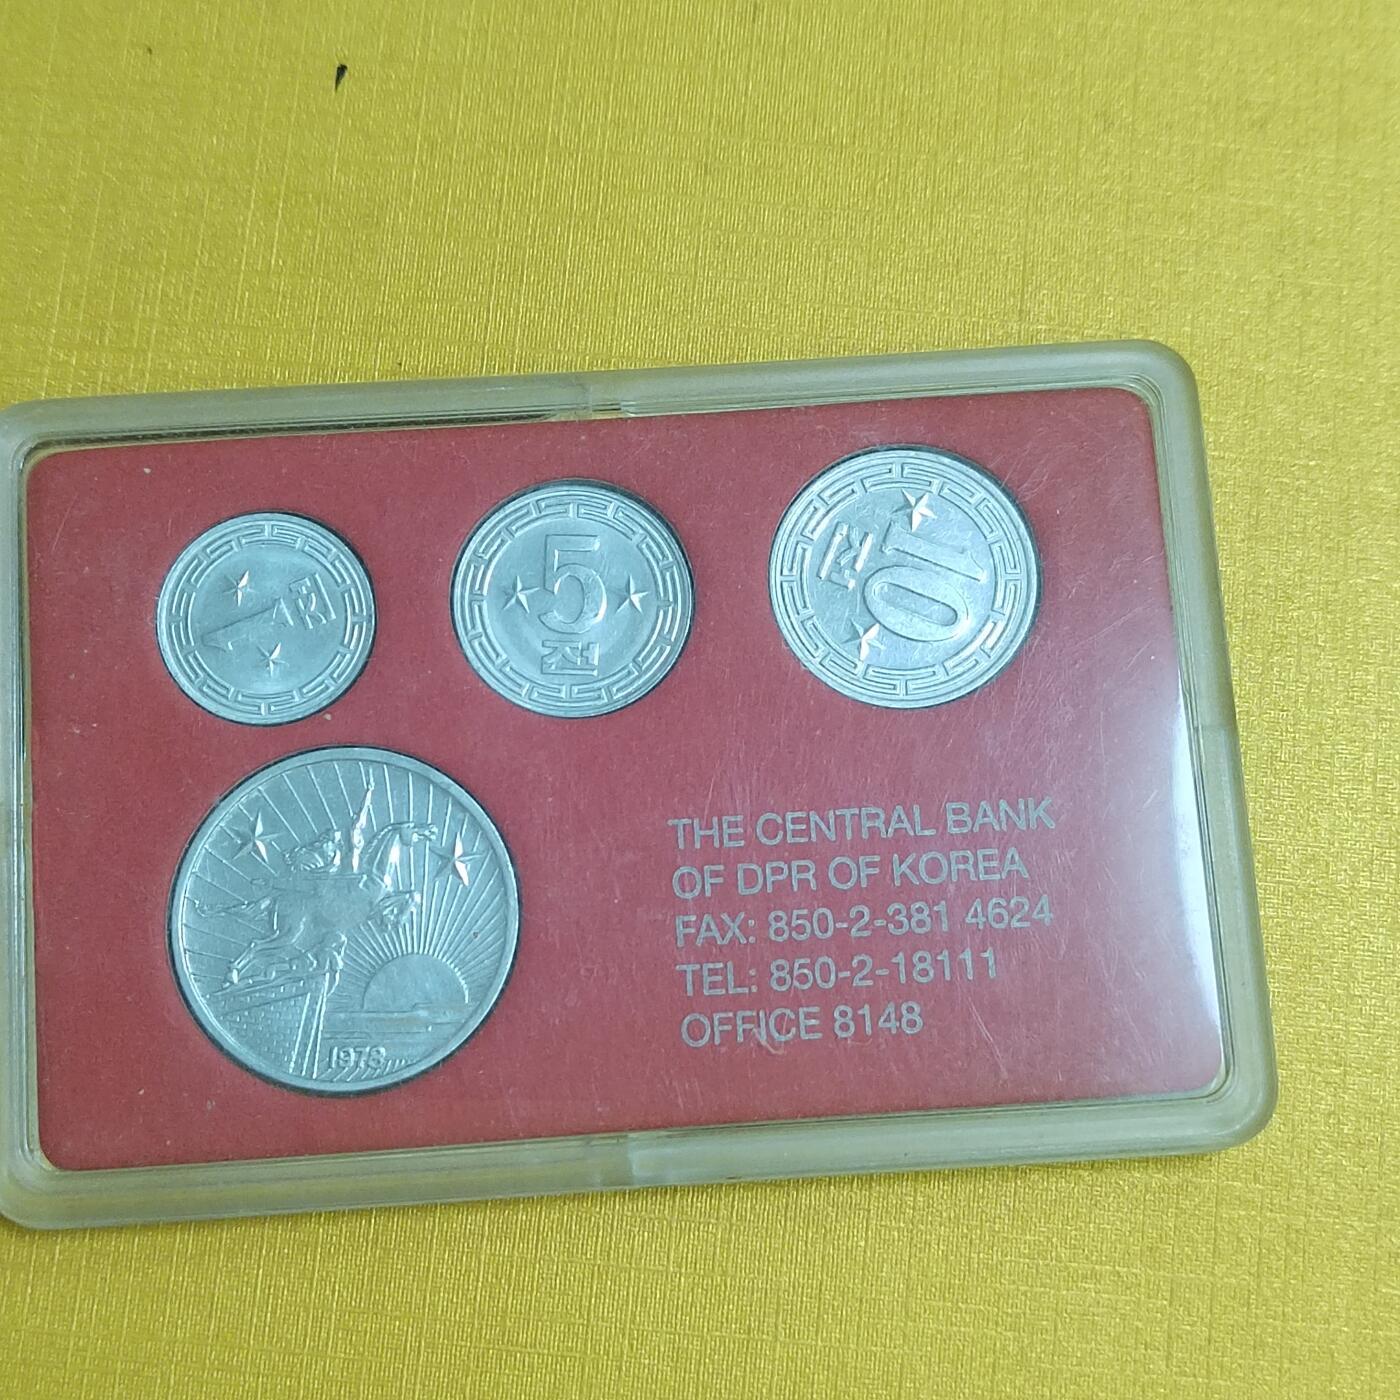 1 전
5
전
10
전
1978
THE CENTRAL BANK
OF DPR OF KOREA
FAX: 850-2-381 4624
TEL: 850-2-18111
OFFICE 8148